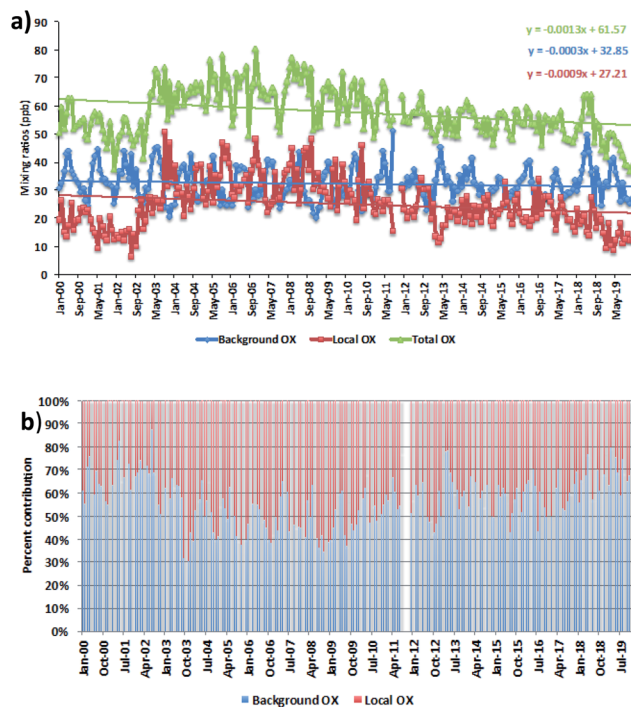 a)
y = -0.0013x + 61.57
y = -0.0003x + 32.85
y = -0.0009x + 27.21
Mixing ratios (ppb)
90
80
70
60
50
40
30
20
10
0
Jan-00 Sep-00 May-01 Jan-02 Sep-02 May-03 Jan-04 Sep-04 May-05 Jan-06 Sep-06 May-07 Jan-08 Sep-08 May-09 Jan-10 Sep-10 May-11 Jan-12 Sep-12 May-13 Jan-14 Sep-14 May-15 Jan-16 Sep-16 May-17 Jan-18 Sep-18 May-19
Background OX Local OX Total OX
b)
Percent contribution
100%
90%
80%
70%
60%
50%
40%
30%
20%
10%
0%
Jan-00 Oct-00 Jul-01 Apr-02 Jan-03 Oct-03 Jul-04 Apr-05 Jan-06 Oct-06 Jul-07 Apr-08 Jan-09 Oct-09 Jul-10 Apr-11 Jan-12 Oct-12 Jul-13 Apr-14 Jan-15 Oct-15 Jul-16 Apr-17 Jan-18 Oct-18 Jul-19
Background OX Local OX